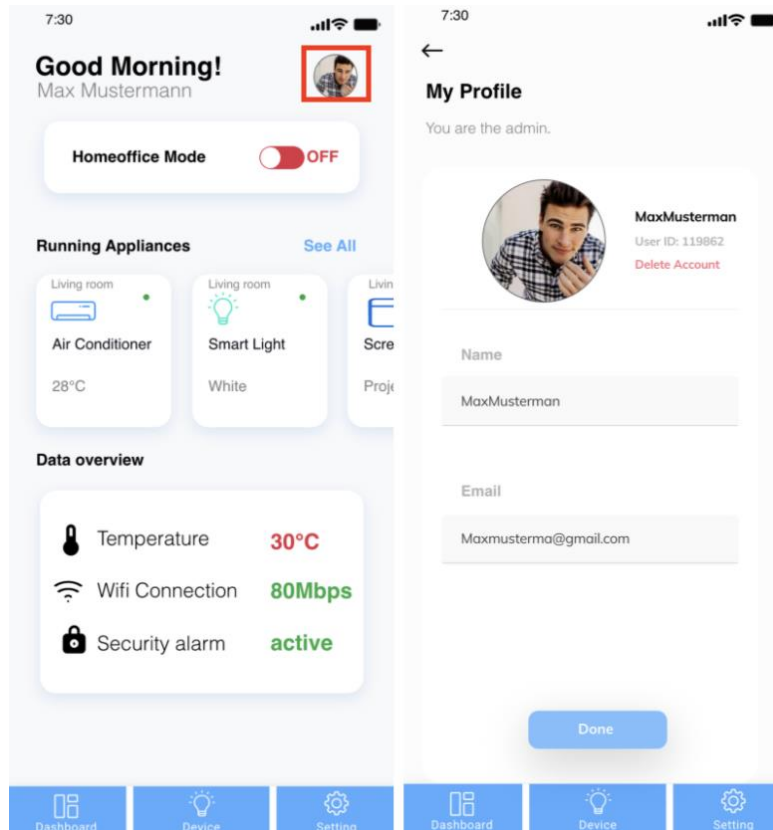 7:30
Good Morning!
Max Mustermann
Homeoffice Mode OFF
Running Appliances See All
Living room Living room Livin
Air Conditioner Smart Light Scre
28°C White Proje
Data overview
Temperature 30°C
Wifi Connection 80Mbps
Security alarm active
Dashboard Device Setting
7:30
My Profile
You are the admin.
MaxMusterman
User ID: 119862
Delete Account
Name
MaxMusterman
Email
Maxmusterma@gmail.com
Done
Dashboard Device Setting